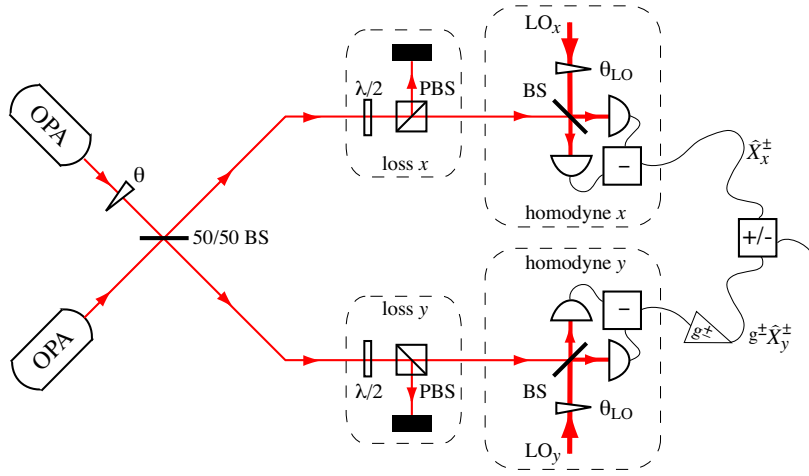 LOₓ
θLO
λ/2
PBS
BS
OPA
loss x
−
X̂ₓ±
θ
homodyne x
50/50 BS
+/-
homodyne y
loss y
−
g±
g±X̂y±
OPA
λ/2
PBS
BS
θLO
LOy